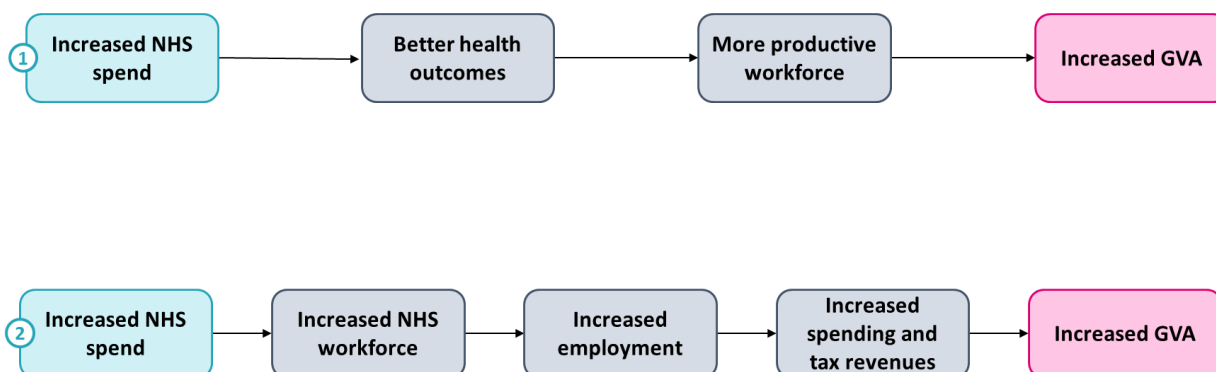 1
Increased NHS
spend
Better health
outcomes
More productive
workforce
Increased GVA
2
Increased NHS
spend
Increased NHS
workforce
Increased
employment
Increased
spending and
tax revenues
Increased GVA